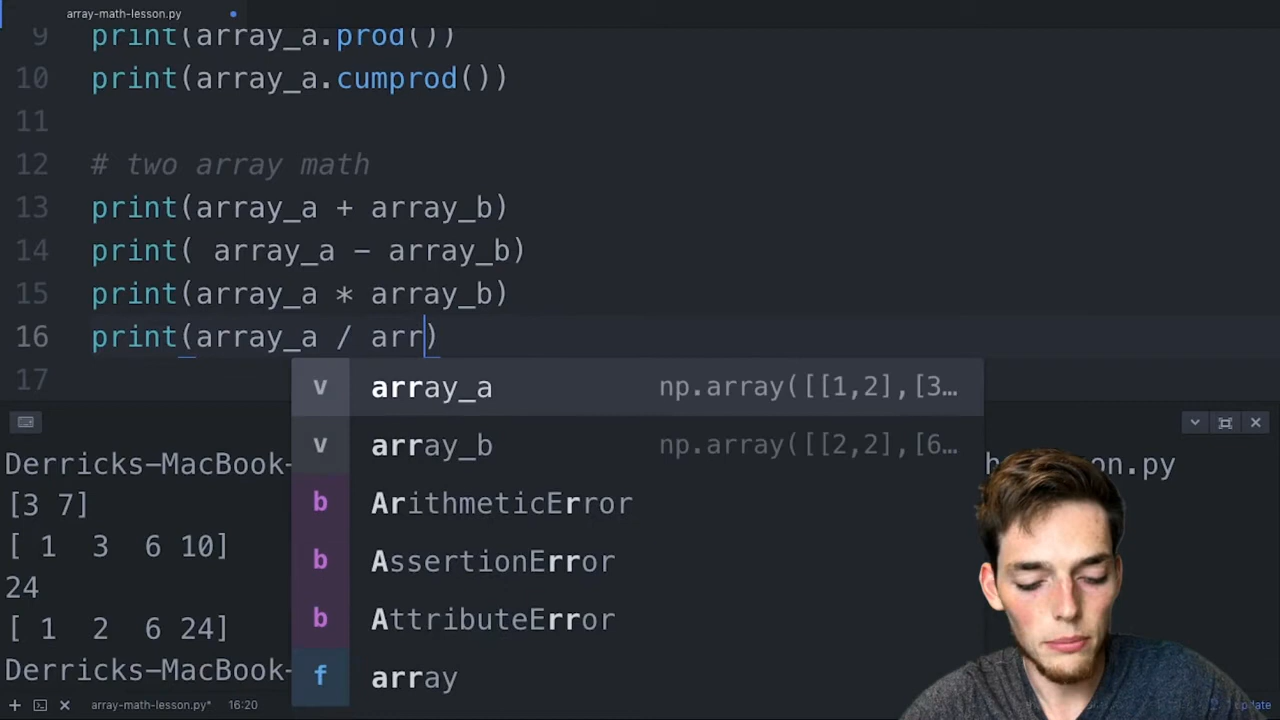 array-math-lesson.py
9 print(array_a.prod())
10 print(array_a.cumprod())
11
12 # two array math
13 print(array_a + array_b)
14 print( array_a - array_b)
15 print(array_a * array_b)
16 print(array_a / arr)
17
v array_a np.array([[1,2],[3…
v array_b np.array([[2,2],[6…
b ArithmeticError
b AssertionError
b AttributeError
f array
Derricks-MacBook- on.py
[3 7]
[ 1 3 6 10]
24
[ 1 2 6 24]
Derricks-MacBook-
array-math-lesson.py* 16:20
update